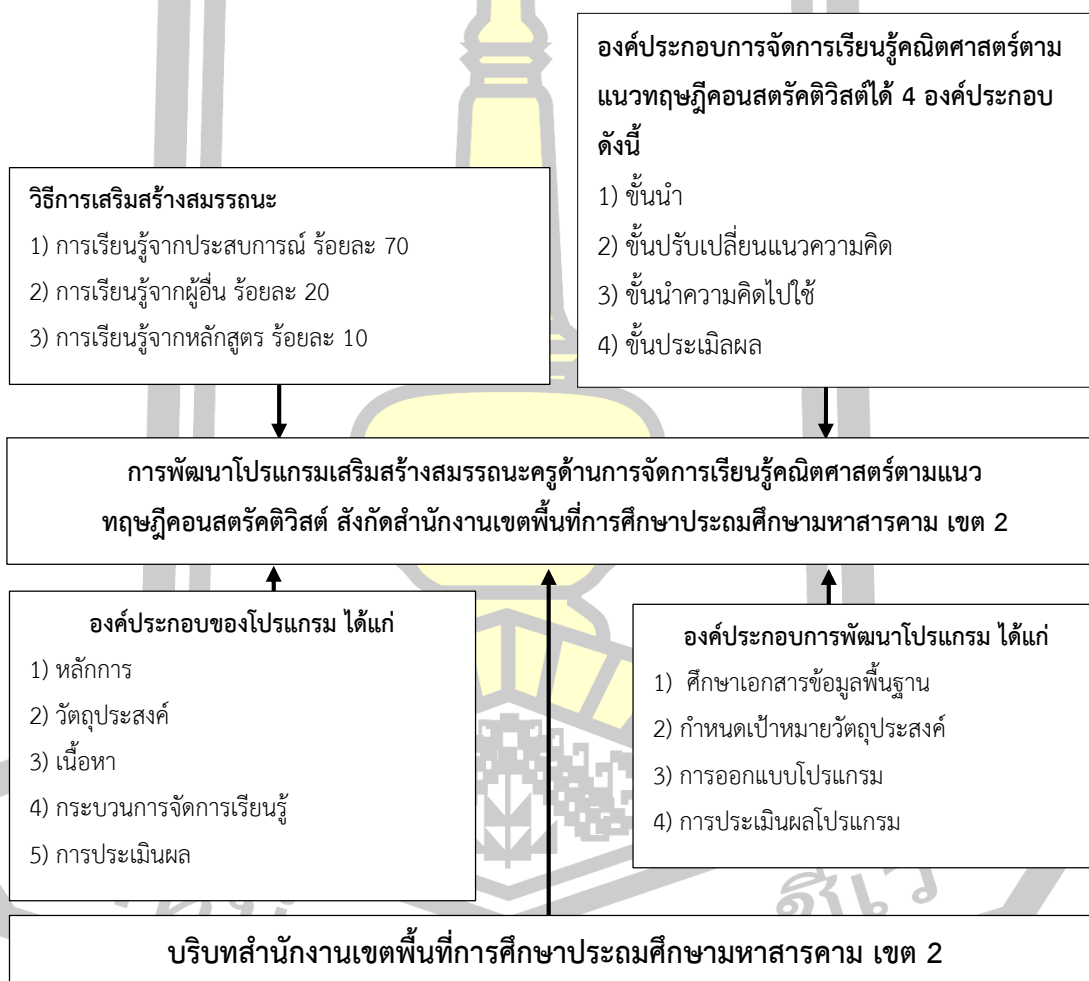 องค์ประกอบการจัดการเรียนรู้คณิตศาสตร์ตาม
แนวทฤษฎีคอนสตรัคติวิสต์ได้ 4 องค์ประกอบ
ดังนี้
1) ขั้นนำ
2) ขั้นปรับเปลี่ยนแนวความคิด
3) ขั้นนำความคิดไปใช้
4) ขั้นประเมิลผล
วิธีการเสริมสร้างสมรรถนะ
1) การเรียนรู้จากประสบการณ์ ร้อยละ 70
2) การเรียนรู้จากผู้อื่น ร้อยละ 20
3) การเรียนรู้จากหลักสูตร ร้อยละ 10
การพัฒนาโปรแกรมเสริมสร้างสมรรถนะครูด้านการจัดการเรียนรู้คณิตศาสตร์ตามแนว
ทฤษฎีคอนสตรัคติวิสต์ สังกัดสำนักงานเขตพื้นที่การศึกษาประถมศึกษามหาสารคาม เขต 2
องค์ประกอบของโปรแกรม ได้แก่
1) หลักการ
2) วัตถุประสงค์
3) เนื้อหา
4) กระบวนการจัดการเรียนรู้
5) การประเมินผล
องค์ประกอบการพัฒนาโปรแกรม ได้แก่
1) ศึกษาเอกสารข้อมูลพื้นฐาน
2) กำหนดเป้าหมายวัตถุประสงค์
3) การออกแบบโปรแกรม
4) การประเมินผลโปรแกรม
บริบทสำนักงานเขตพื้นที่การศึกษาประถมศึกษามหาสารคาม เขต 2